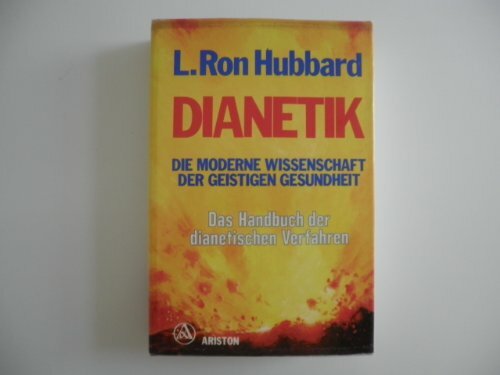 L. Ron Hubbard
DIANETIK
DIE MODERNE WISSENSCHAFT
DER GEISTIGEN GESUNDHEIT
Das Handbuch der
dianetischen Verfahren
ARISTON